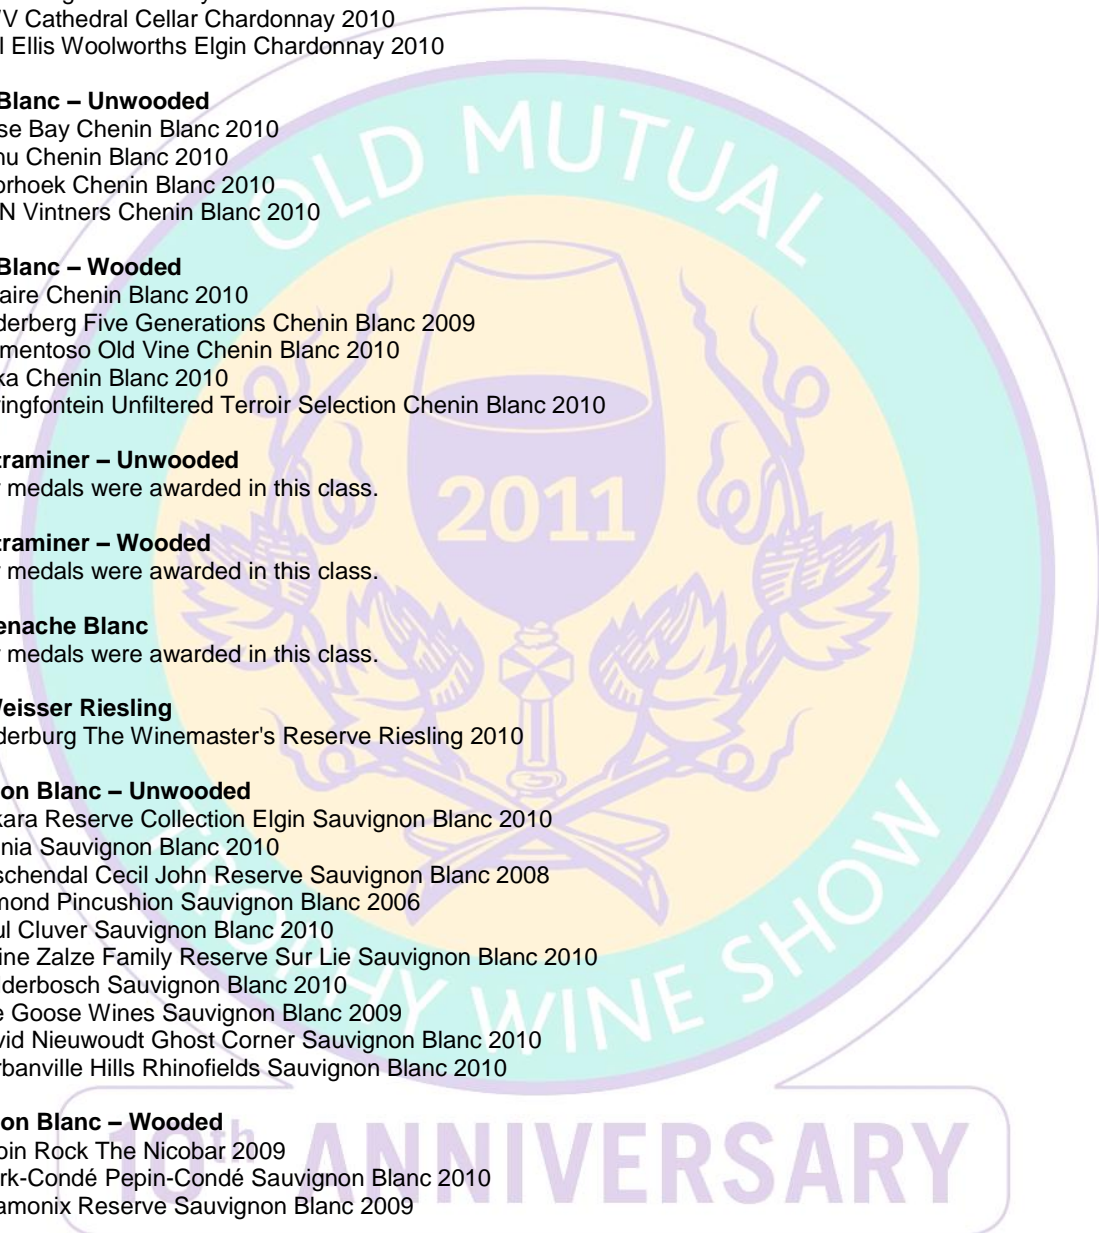 V Cathedral Cellar Chardonnay 2010
l Ellis Woolworths Elgin Chardonnay 2010
Blanc – Unwooded
se Bay Chenin Blanc 2010
nu Chenin Blanc 2010
orhoek Chenin Blanc 2010
N Vintners Chenin Blanc 2010
Blanc – Wooded
aire Chenin Blanc 2010
derberg Five Generations Chenin Blanc 2009
mentoso Old Vine Chenin Blanc 2010
ka Chenin Blanc 2010
ringfontein Unfiltered Terroir Selection Chenin Blanc 2010
traminer – Unwooded
medals were awarded in this class.
traminer – Wooded
medals were awarded in this class.
enache Blanc
medals were awarded in this class.
Weisser Riesling
derburg The Winemaster's Reserve Riesling 2010
on Blanc – Unwooded
kara Reserve Collection Elgin Sauvignon Blanc 2010
nia Sauvignon Blanc 2010
schendal Cecil John Reserve Sauvignon Blanc 2008
mond Pincushion Sauvignon Blanc 2006
ul Cluver Sauvignon Blanc 2010
ine Zalze Family Reserve Sur Lie Sauvignon Blanc 2010
lderbosch Sauvignon Blanc 2010
e Goose Wines Sauvignon Blanc 2009
vid Nieuwoudt Ghost Corner Sauvignon Blanc 2010
rbanville Hills Rhinofields Sauvignon Blanc 2010
on Blanc – Wooded
oin Rock The Nicobar 2009
rk-Condé Pepin-Condé Sauvignon Blanc 2010
amonix Reserve Sauvignon Blanc 2009
OLD MUTUAL
2011
TROPHY WINE SHOW
10th ANNIVERSARY